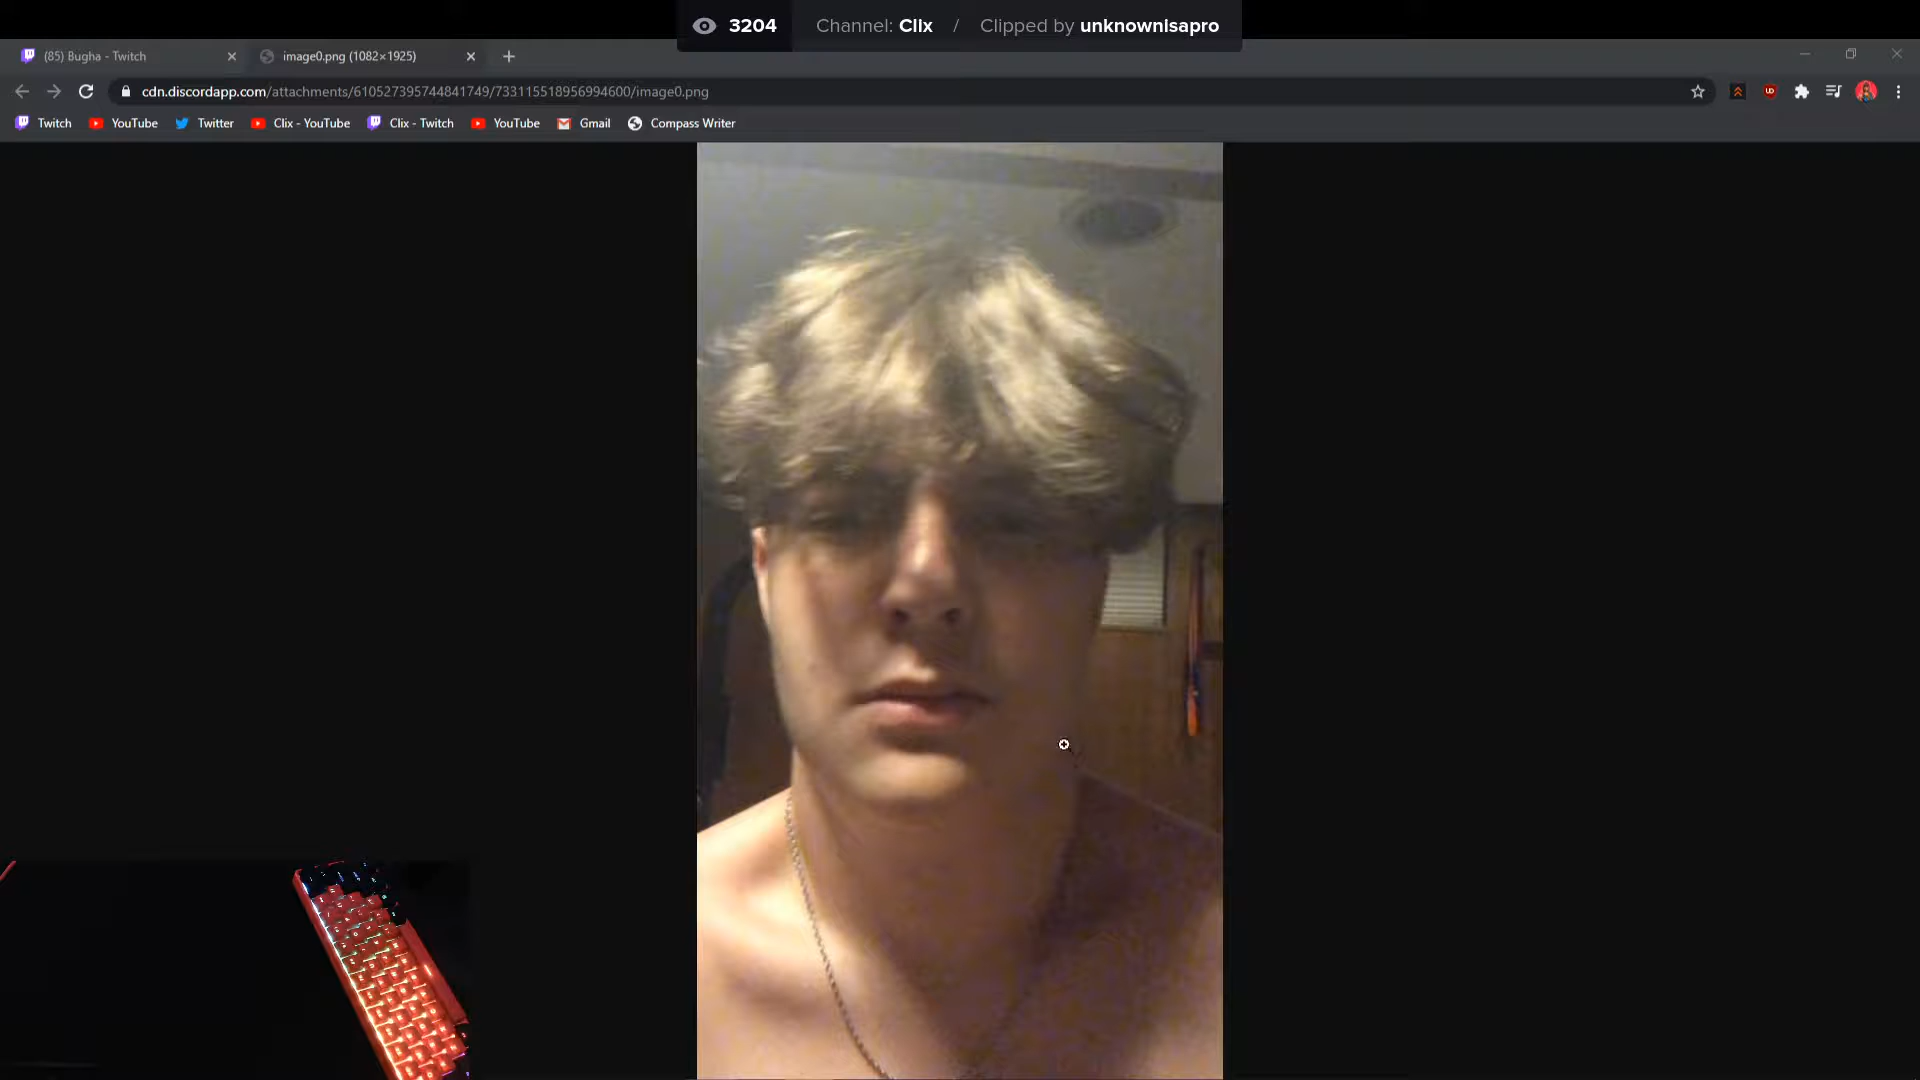 3204 Channel: Clix / Clipped by unknownisapro
(85) Bugha - Twitch image0.png (1082×1925)
cdn.discordapp.com/attachments/610527395744841749/733115518956994600/image0.png
Twitch YouTube Twitter Clix - YouTube Clix - Twitch YouTube Gmail Compass Writer